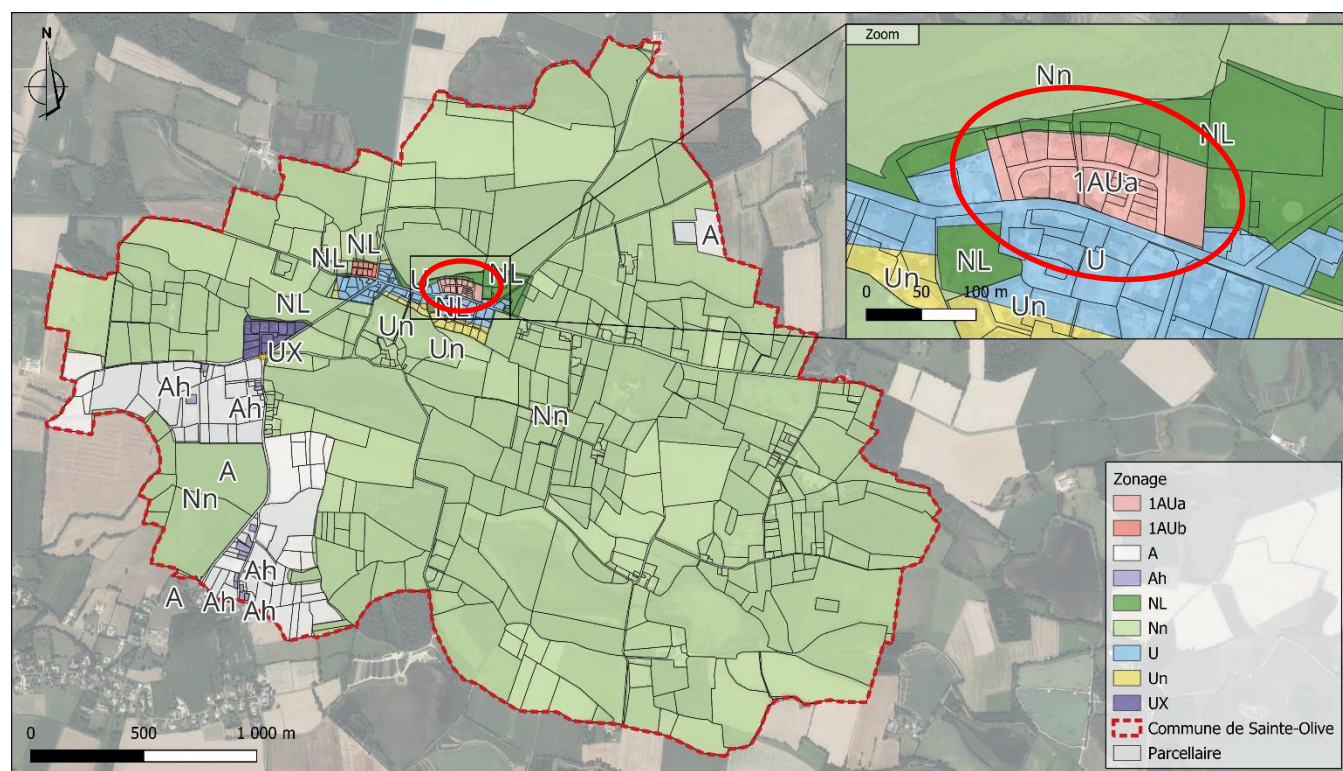 N
Zoom
Nn
NL
1AUa
U
NL
Un
Un
0 50 100 m
A
NL
NL
U
NL
NL
NL
Un
Un
UX
Ah
Ah
Nn
A
Nn
Ah
A
Ah
Ah
Zonage
1AUa
1AUb
A
Ah
NL
Nn
U
Un
UX
Commune de Sainte-Olive
Parcellaire
0 500 1 000 m